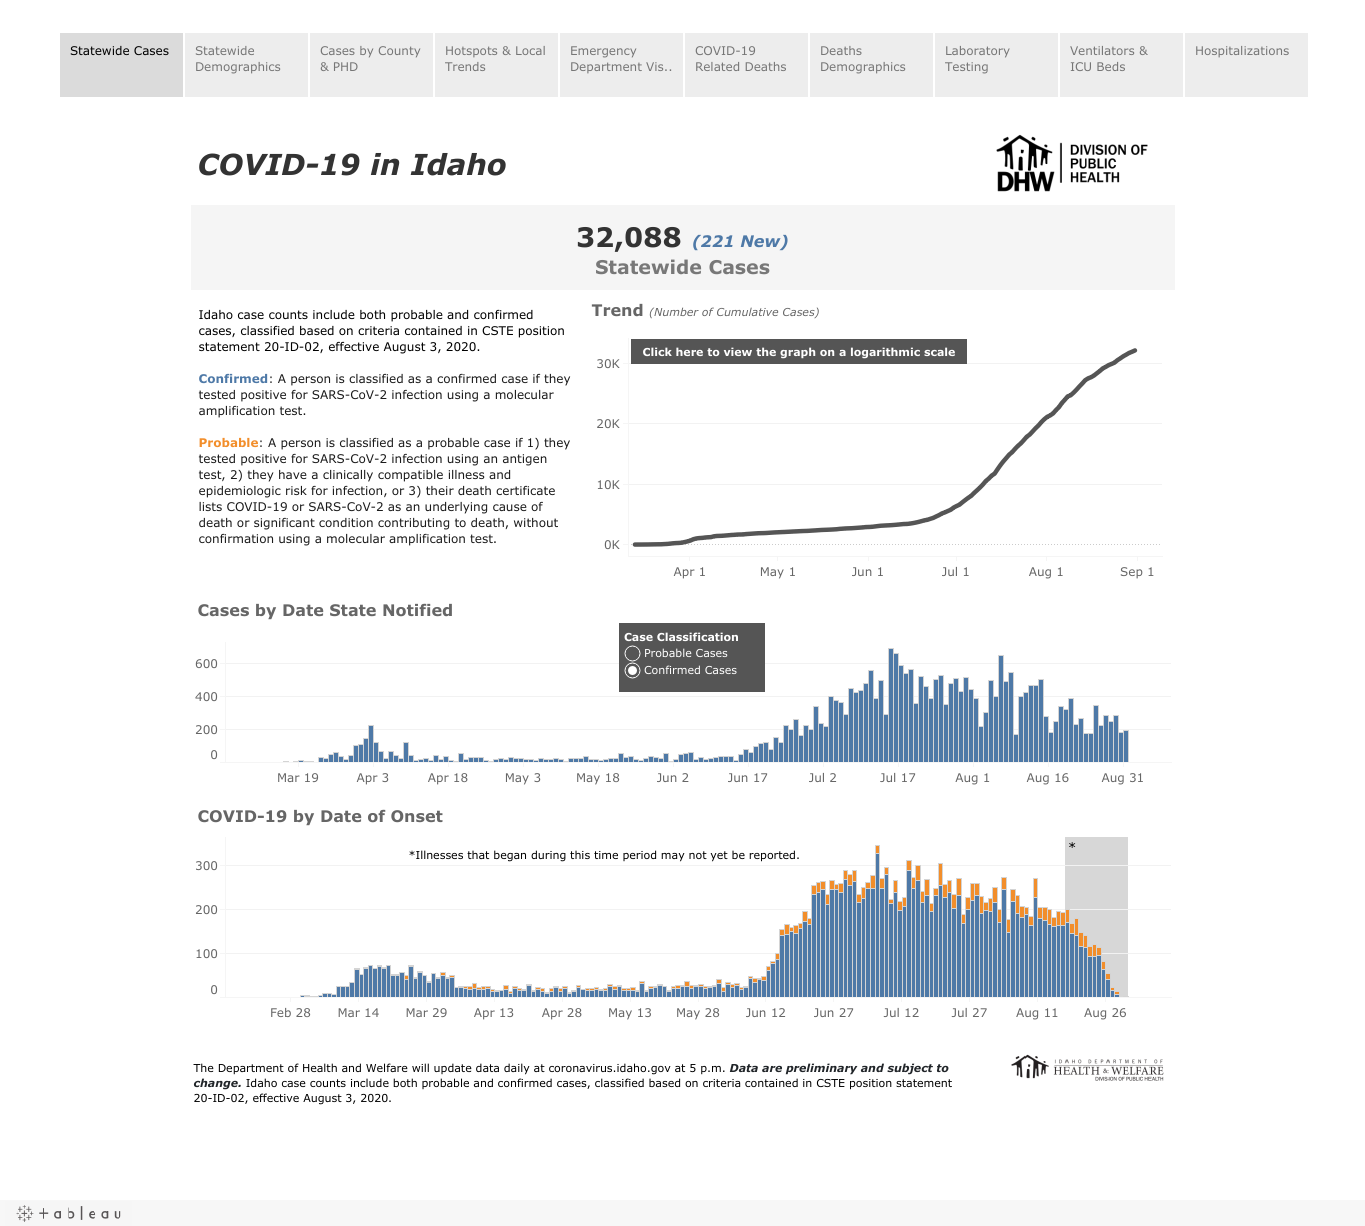 Statewide Cases
Statewide
Demographics
Cases by County
& PHD
Hotspots & Local
Trends
Emergency
Department Vis..
COVID-19
Related Deaths
Deaths
Demographics
Laboratory
Testing
Ventilators &
ICU Beds
Hospitalizations
COVID-19 in Idaho
DHW
DIVISION OF
PUBLIC
HEALTH
32,088 (221 New)
Statewide Cases
Idaho case counts include both probable and confirmed
cases, classified based on criteria contained in CSTE position
statement 20-ID-02, effective August 3, 2020.
Confirmed: A person is classified as a confirmed case if they
tested positive for SARS-CoV-2 infection using a molecular
amplification test.
Probable: A person is classified as a probable case if 1) they
tested positive for SARS-CoV-2 infection using an antigen
test, 2) they have a clinically compatible illness and
epidemiologic risk for infection, or 3) their death certificate
lists COVID-19 or SARS-CoV-2 as an underlying cause of
death or significant condition contributing to death, without
confirmation using a molecular amplification test.
Trend (Number of Cumulative Cases)
Click here to view the graph on a logarithmic scale
30K
20K
10K
0K
Apr 1 May 1 Jun 1 Jul 1 Aug 1 Sep 1
Cases by Date State Notified
Case Classification
Probable Cases
Confirmed Cases
600
400
200
0
Mar 19 Apr 3 Apr 18 May 3 May 18 Jun 2 Jun 17 Jul 2 Jul 17 Aug 1 Aug 16 Aug 31
COVID-19 by Date of Onset
*Illnesses that began during this time period may not yet be reported.
*
300
200
100
0
Feb 28 Mar 14 Mar 29 Apr 13 Apr 28 May 13 May 28 Jun 12 Jun 27 Jul 12 Jul 27 Aug 11 Aug 26
The Department of Health and Welfare will update data daily at coronavirus.idaho.gov at 5 p.m. Data are preliminary and subject to
change. Idaho case counts include both probable and confirmed cases, classified based on criteria contained in CSTE position statement
20-ID-02, effective August 3, 2020.
IDAHO DEPARTMENT OF
HEALTH & WELFARE
DIVISION OF PUBLIC HEALTH
+ableau